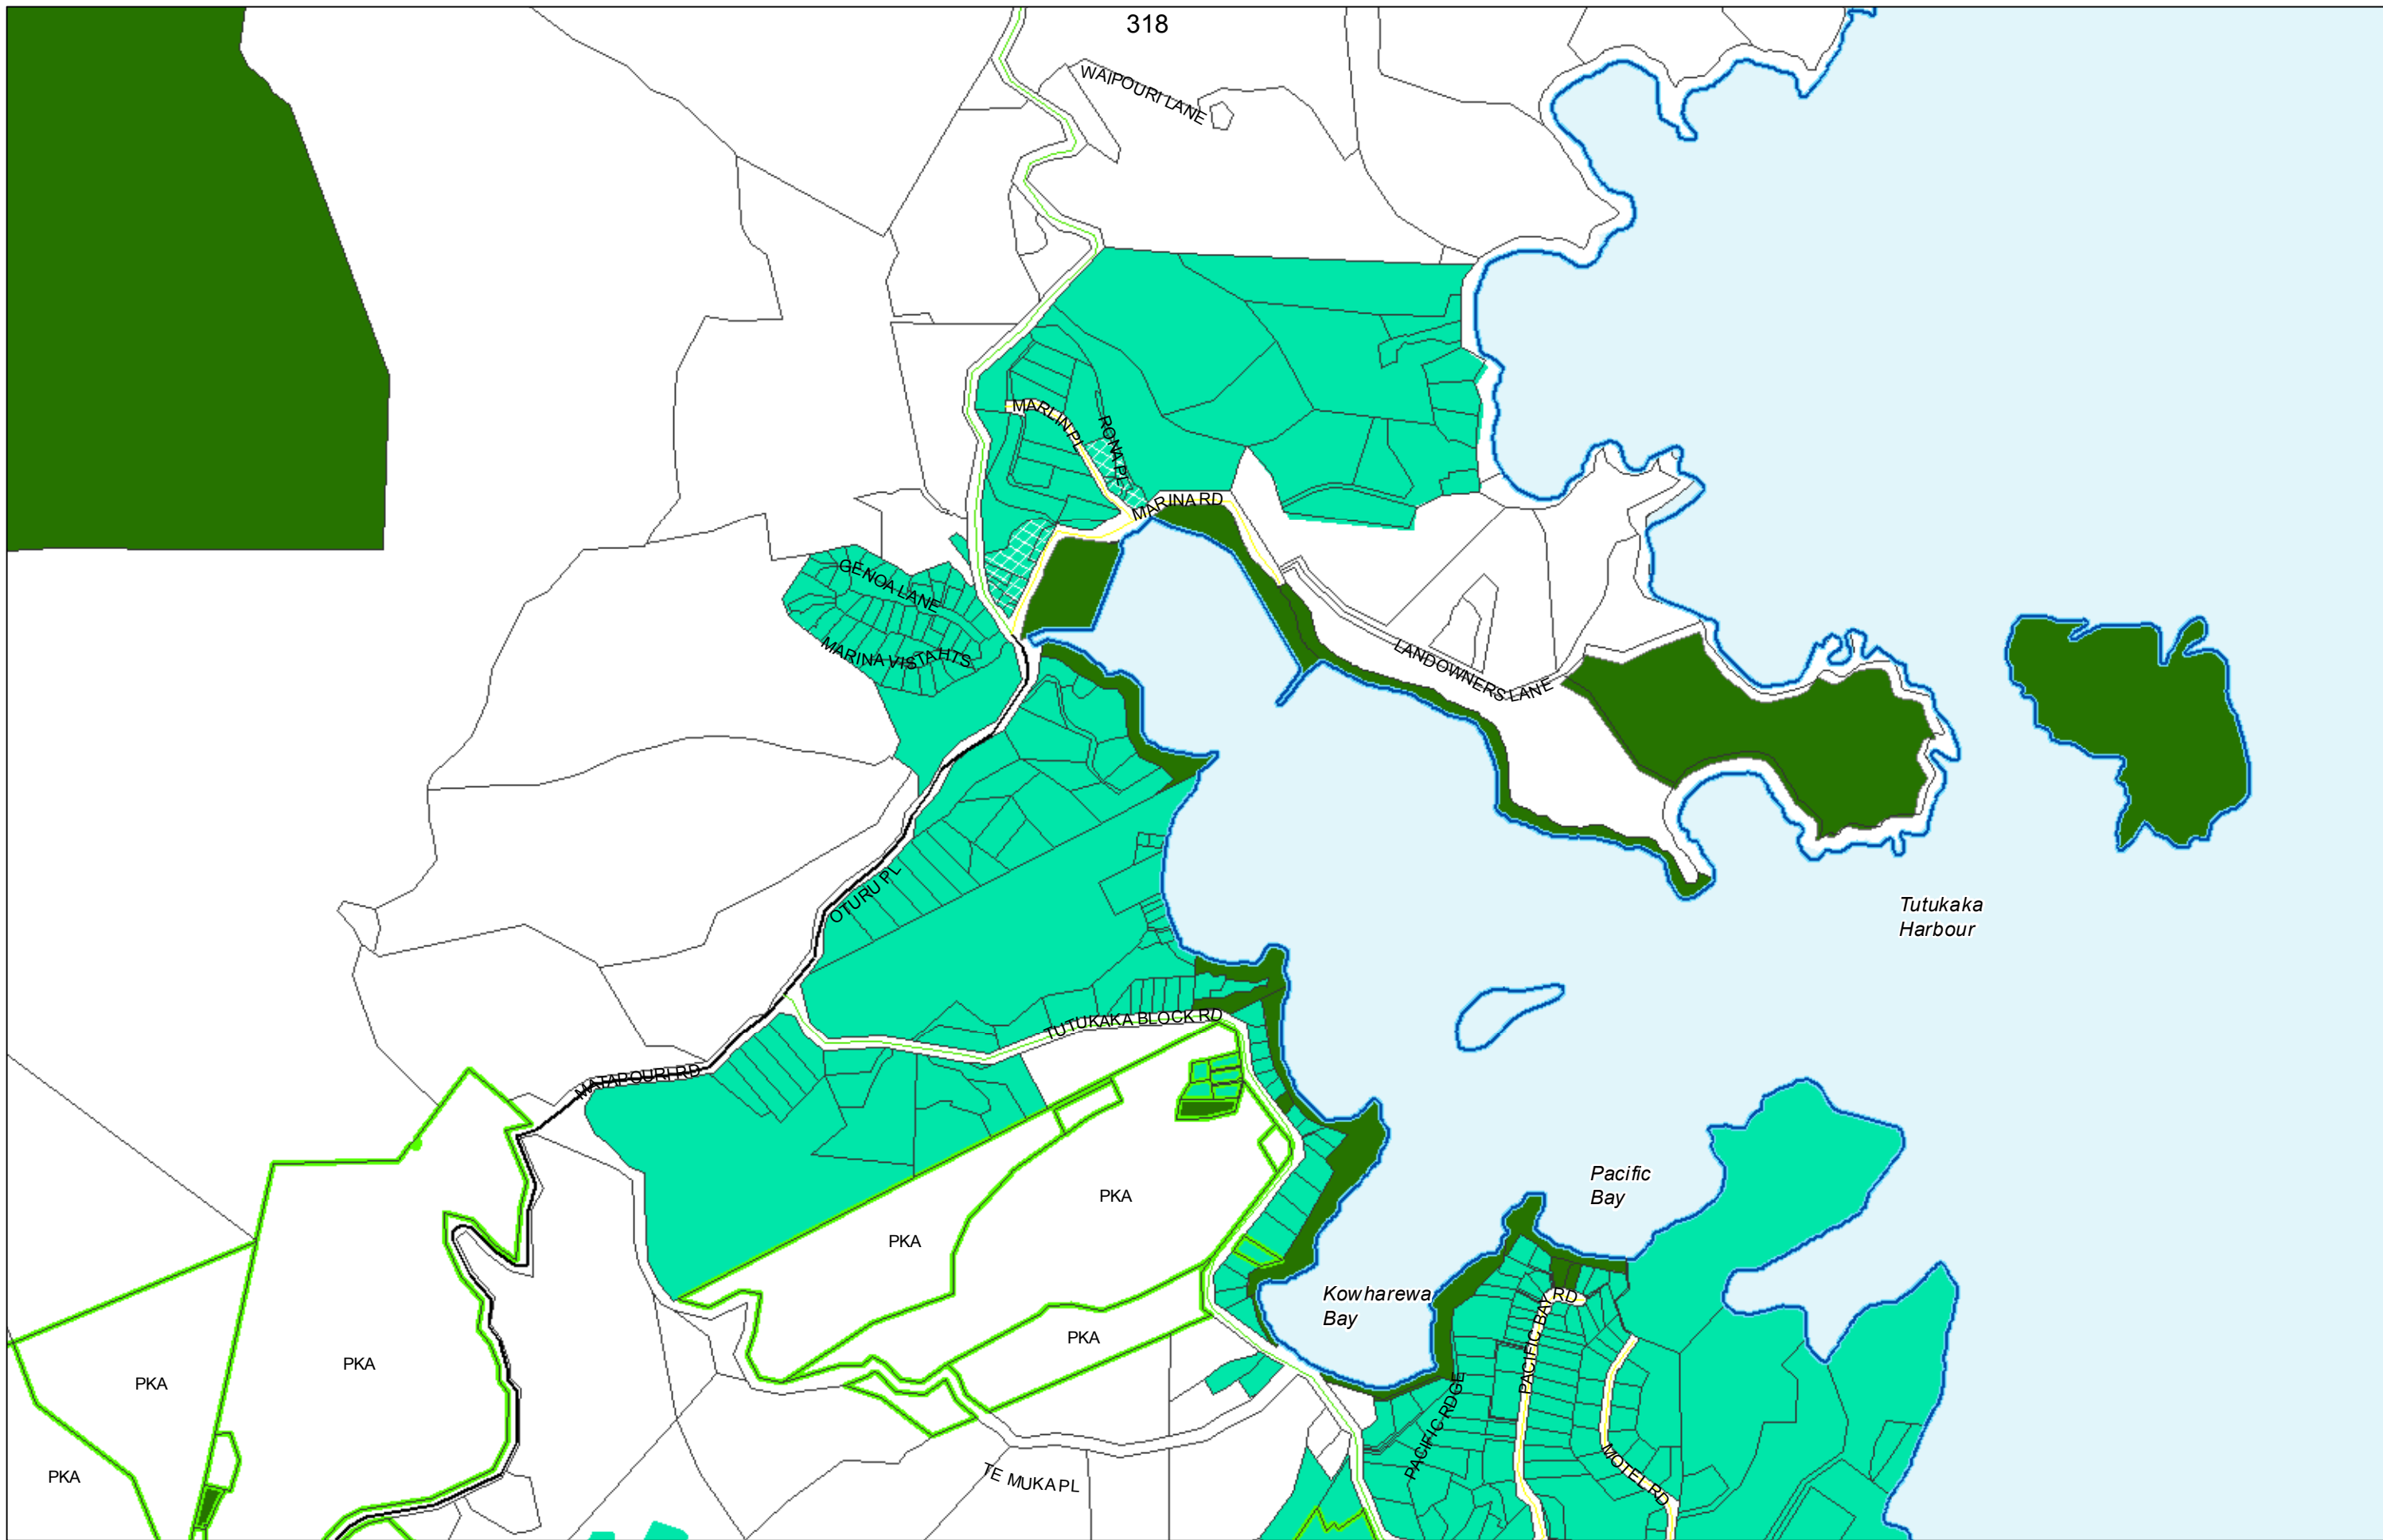 318
WAIPOURI LANE
MARLIN PL
RONA PL
MARINA RD
GENOA LANE
MARINA VISTA HTS
LANDOWNERS LANE
OTURU PL
Tutukaka
Harbour
TUTUKAKA BLOCK RD
MATAPOURI RD
Pacific
Bay
PKA
PKA
Kowharewa
Bay
PACIFIC BAY RD
PKA
PKA
PKA
PACIFIC RDGE
MOTEL RD
PKA
TE MUKA PL